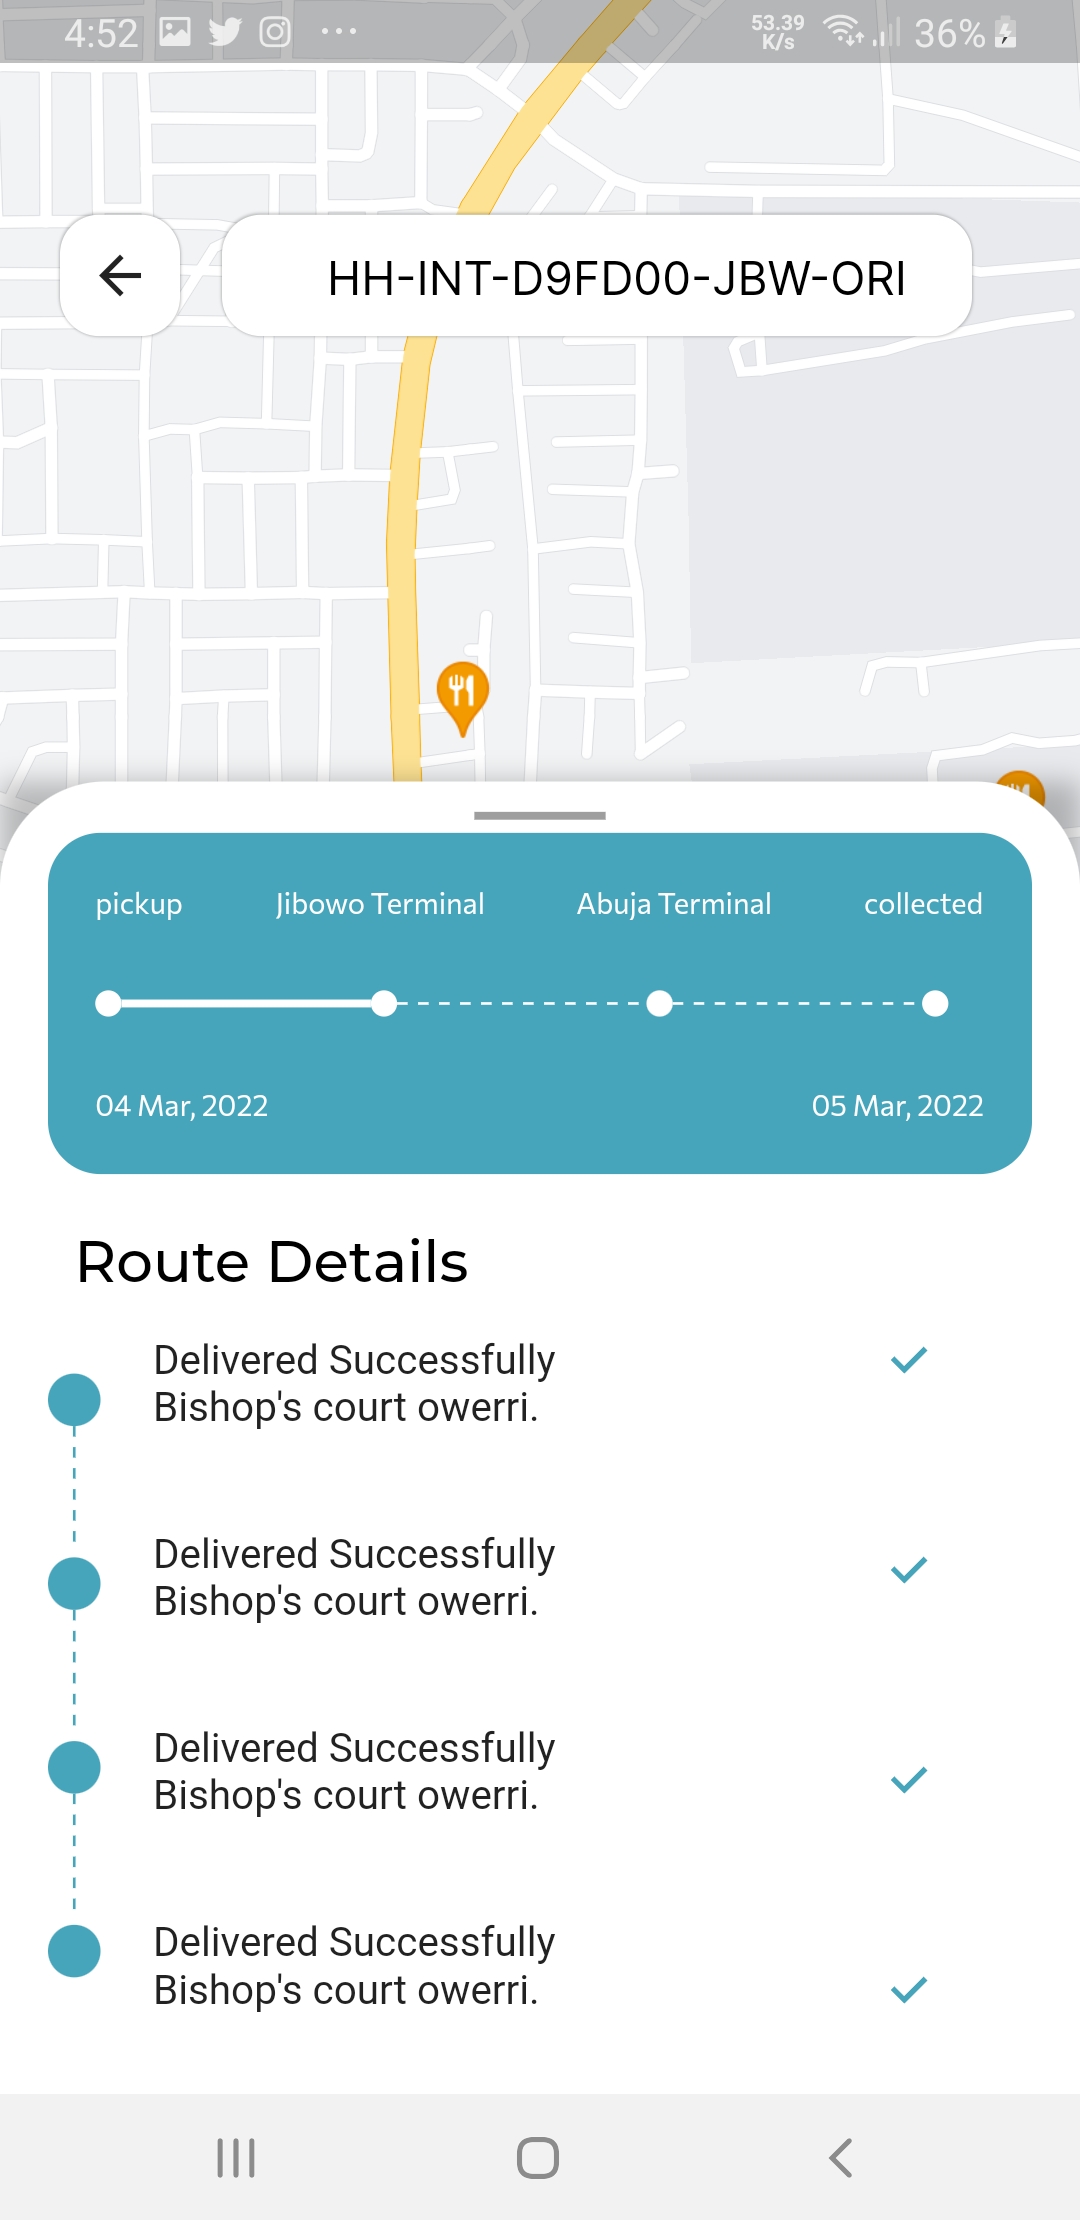 4:52 53.39 K/s 36%
HH-INT-D9FD00-JBW-ORI
pickup Jibowo Terminal Abuja Terminal collected
04 Mar, 2022 05 Mar, 2022
Route Details
Delivered Successfully
Bishop's court owerri.
Delivered Successfully
Bishop's court owerri.
Delivered Successfully
Bishop's court owerri.
Delivered Successfully
Bishop's court owerri.